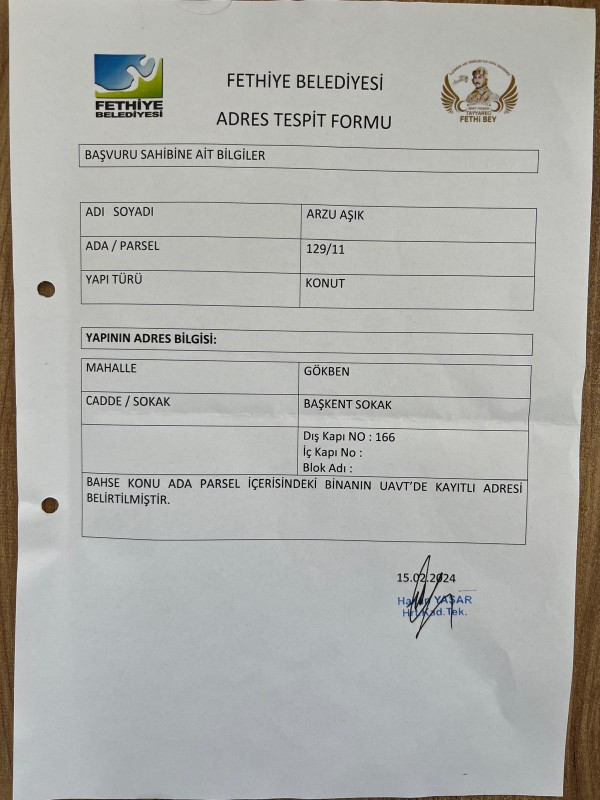 FETHİYE
BELEDİYESİ
FETHİYE BELEDİYESİ
ADRES TESPİT FORMU
TAYYARECİ
FETHİ BEY
BAŞVURU SAHİBİNE AİT BİLGİLER
ADI SOYADI
ARZU AŞIK
ADA / PARSEL
129/11
YAPI TÜRÜ
KONUT
YAPININ ADRES BİLGİSİ:
MAHALLE
GÖKBEN
CADDE / SOKAK
BAŞKENT SOKAK
Dış Kapı NO : 166
İç Kapı No :
Blok Adı :
BAHSE KONU ADA PARSEL İÇERİSİNDEKİ BİNANIN UAVT'DE KAYITLI ADRESİ
BELİRTİLMİŞTİR.
15.02.2024
YAŞAR
Hrt.Kad.Tek.